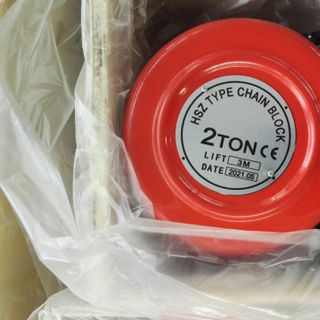 HSZ TYPE CHAIN BLOCK
2TON CE
LIFT 3M
DATE 2021.05